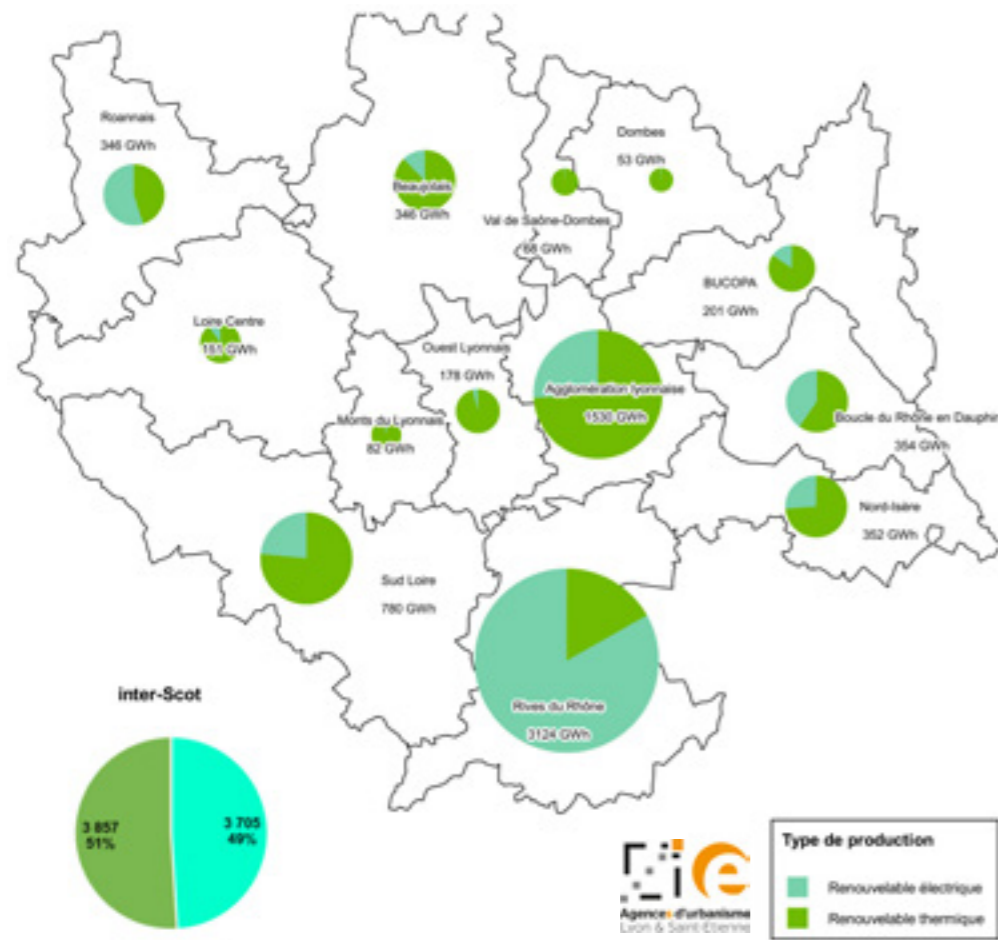 Roannais
346 GWh
Beaujolais
346 GWh
Dombes
53 GWh
Val de Saône-Dombes
68 GWh
BUCOPA
201 GWh
Loire Centre
151 GWh
Ouest Lyonnais
178 GWh
Agglomération lyonnaise
1530 GWh
Monts du Lyonnais
82 GWh
Boucle du Rhône en Dauphin
354 GWh
Nord-Isère
352 GWh
Sud Loire
780 GWh
Rives du Rhône
3124 GWh
inter-Scot
3 857
51%
3 705
49%
Agences d'urbanisme
Lyon & Saint-Etienne
Type de production
Renouvelable électrique
Renouvelable thermique